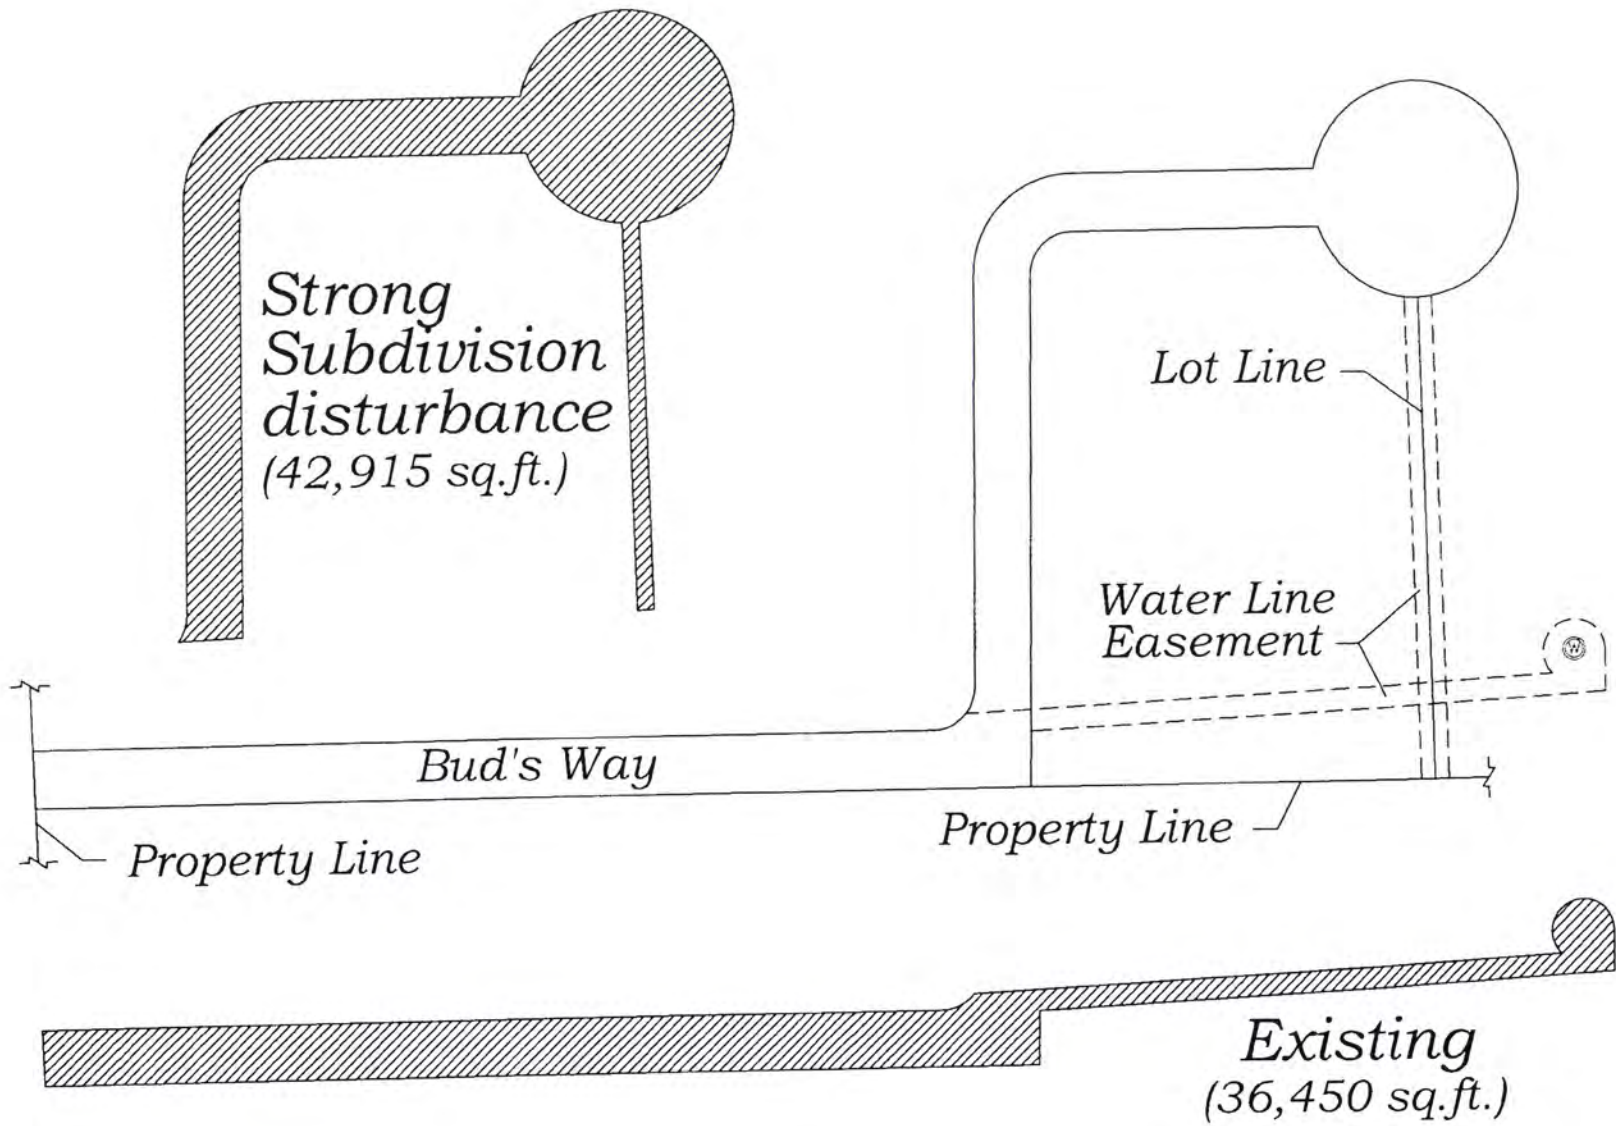 Strong
Subdivision
disturbance
(42,915 sq.ft.)
Lot Line
Water Line
Easement
W
Bud's Way
Property Line
Property Line
Existing
(36,450 sq.ft.)